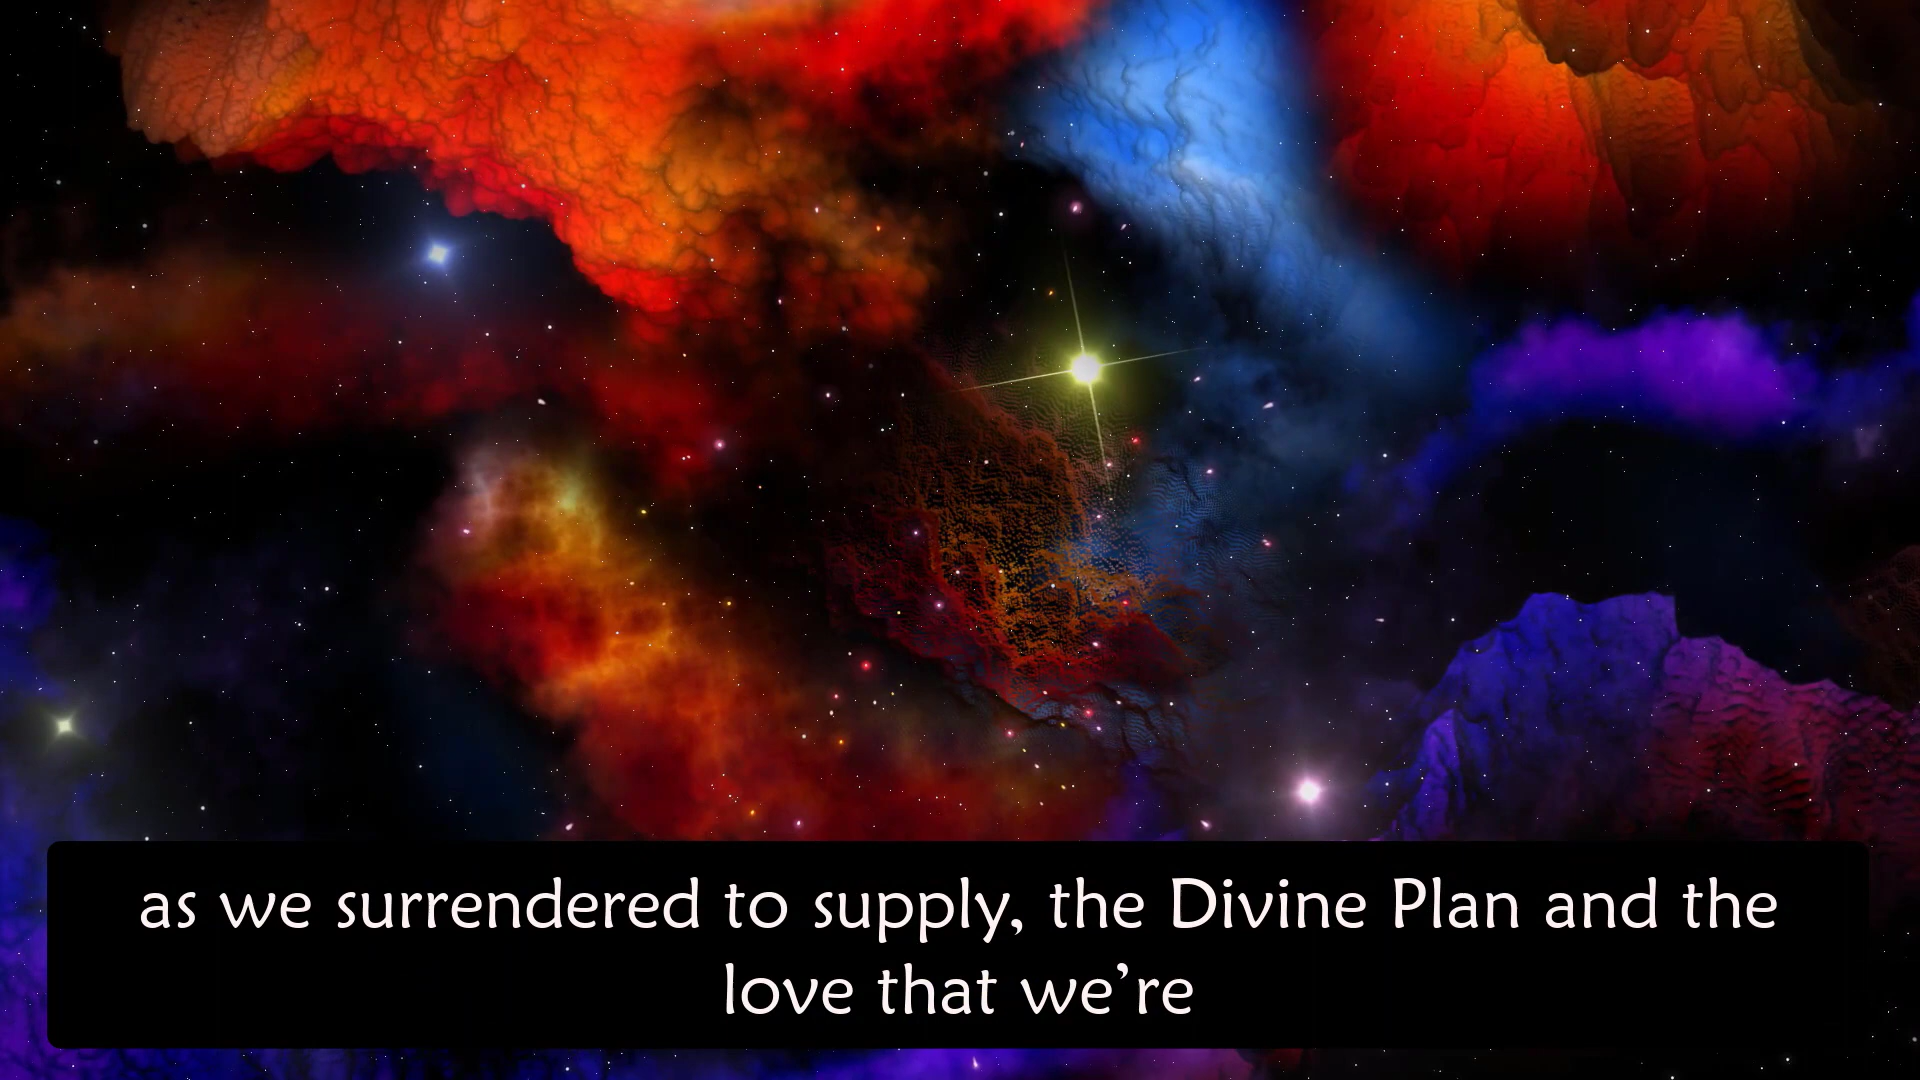 as we surrendered to supply, the Divine Plan and the
love that we’re